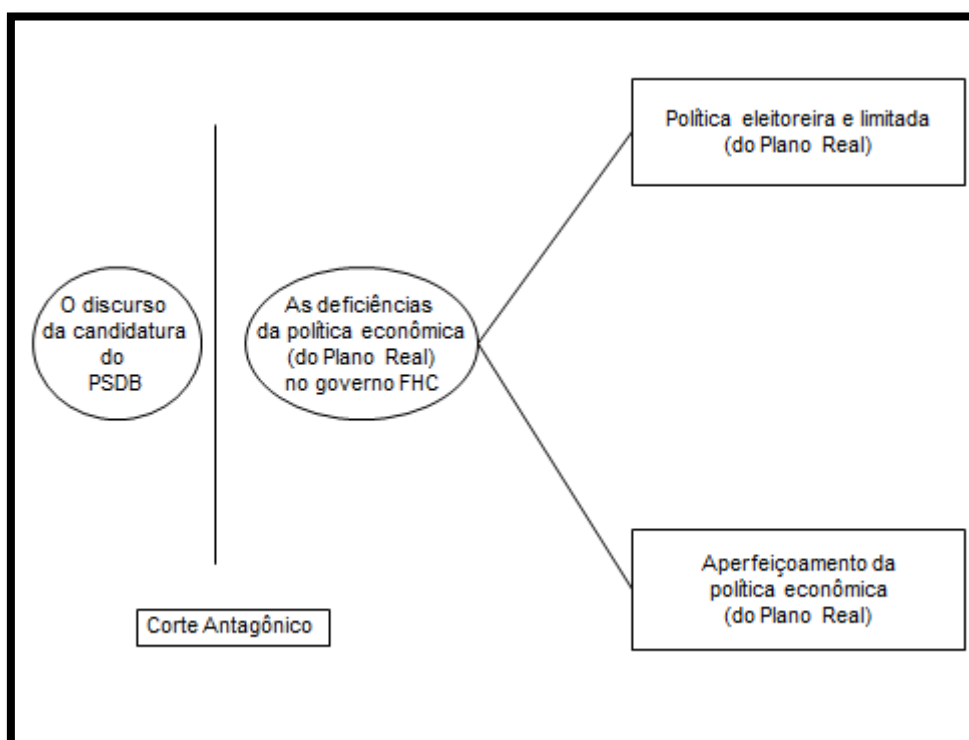 Política eleitoreira e limitada
(do Plano Real)
O discurso
da candidatura
do
PSDB
As deficiências
da política econômica
(do Plano Real)
no governo FHC
Aperfeiçoamento da
política econômica
(do Plano Real)
Corte Antagônico